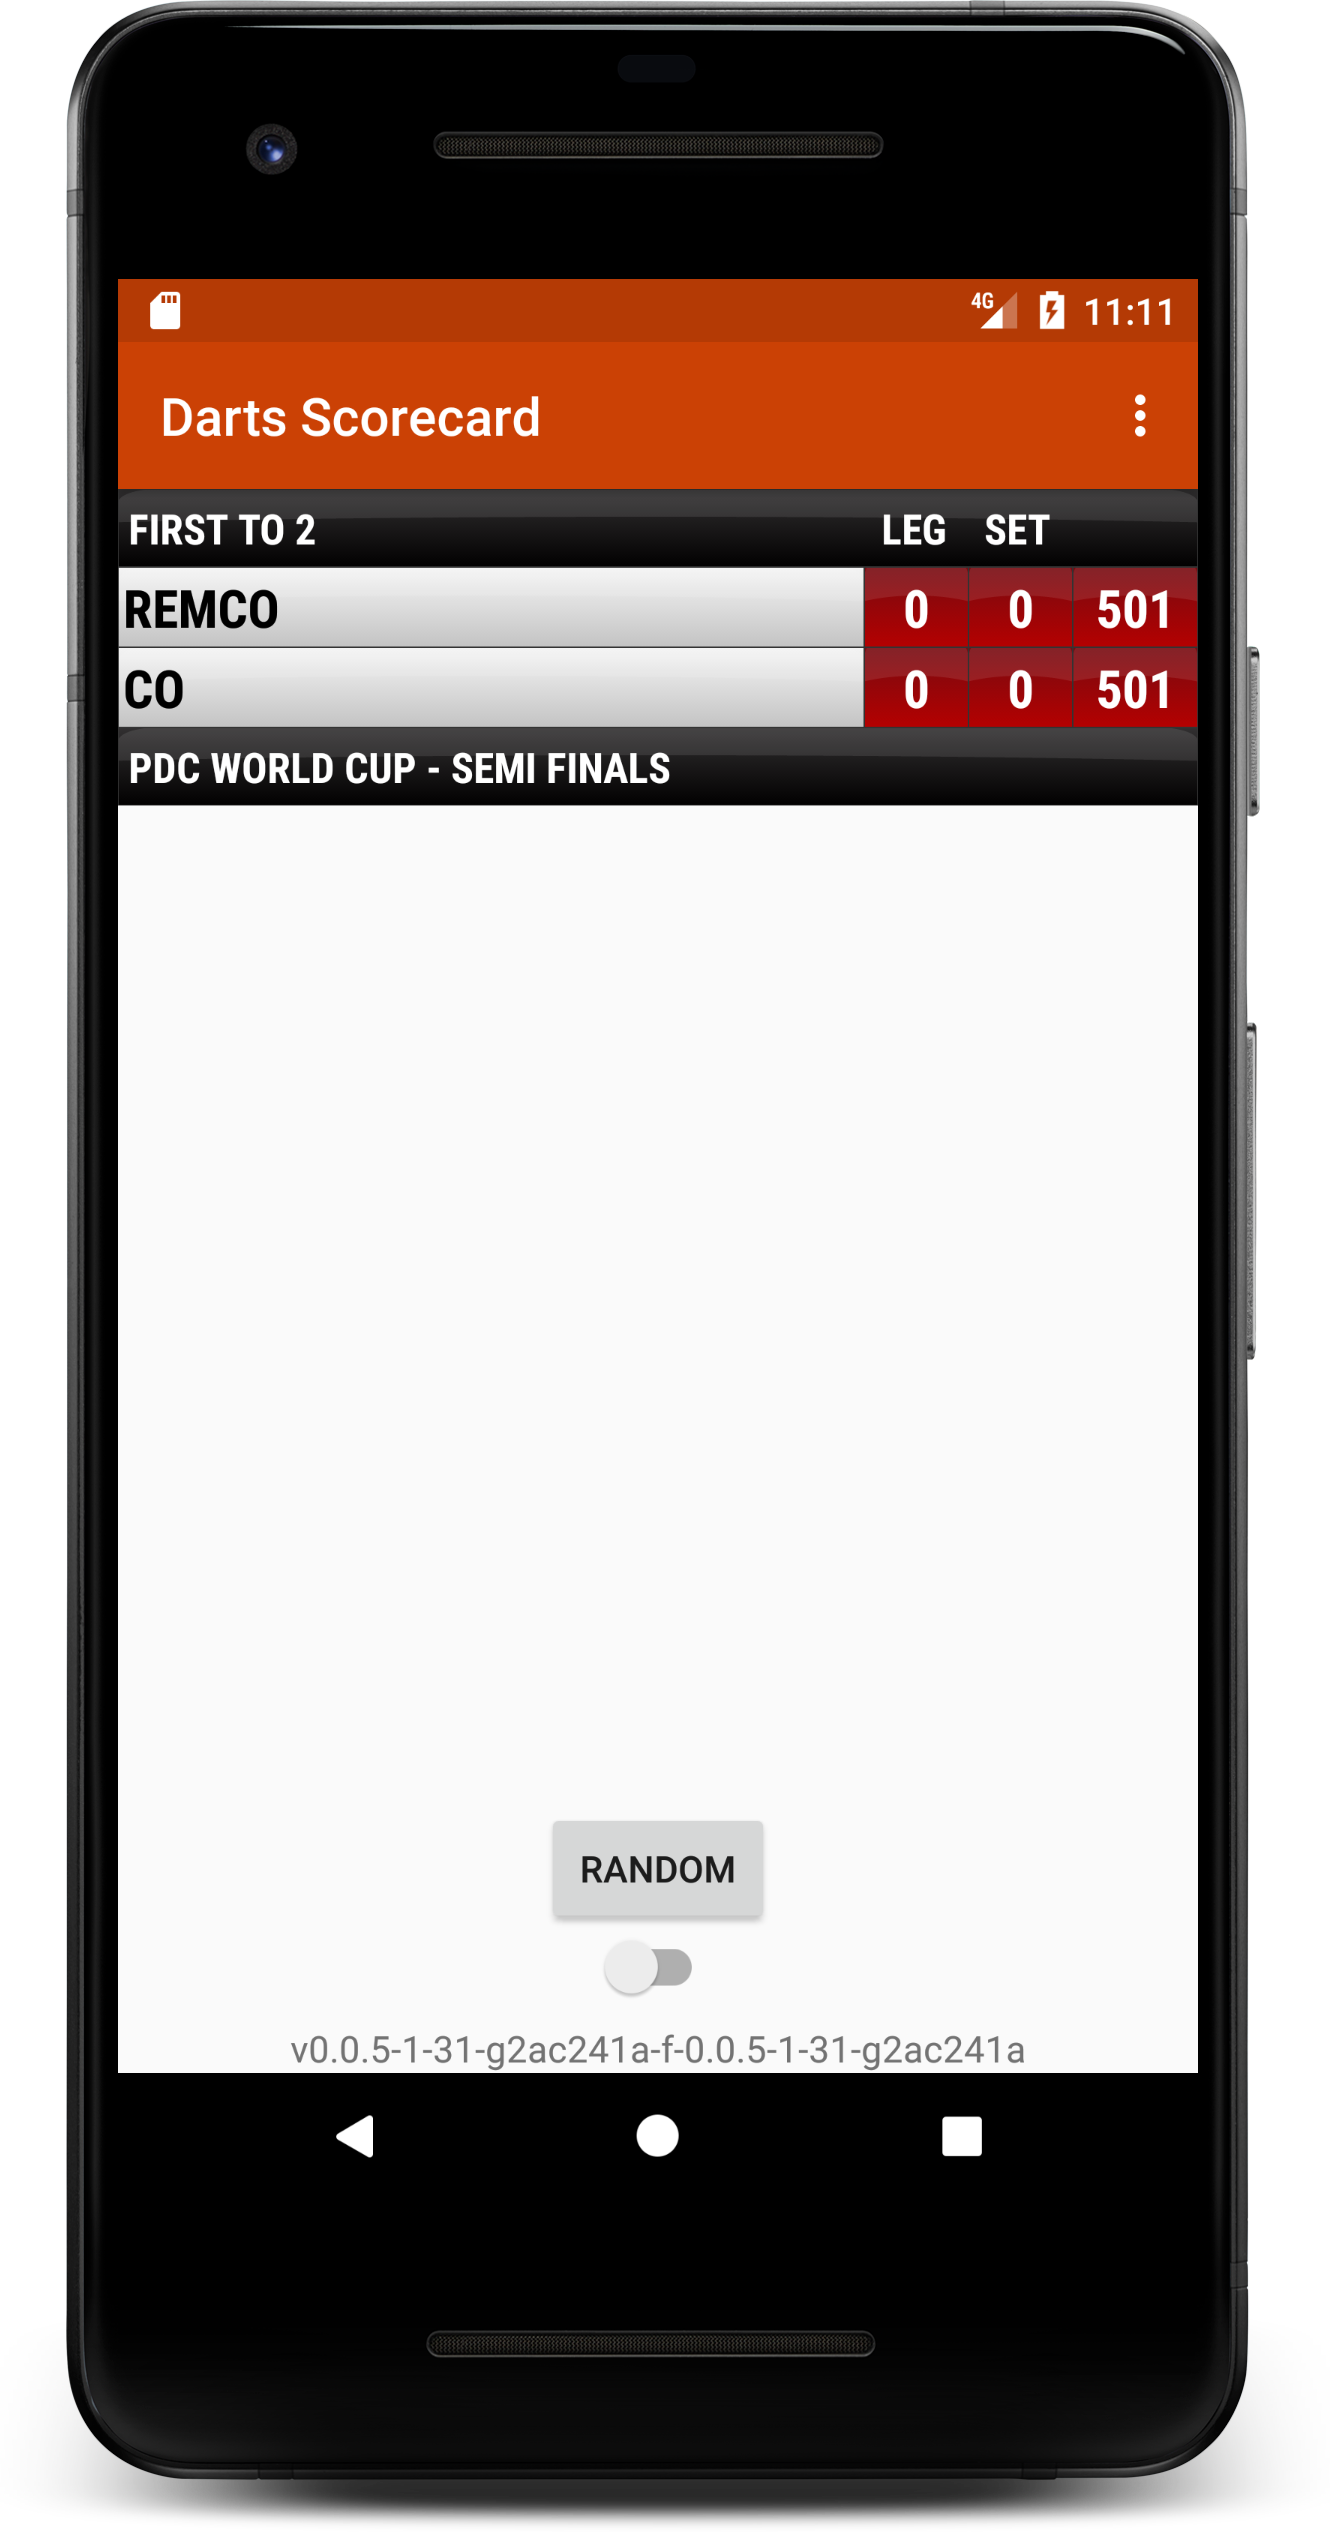 4G 11:11
Darts Scorecard
FIRST TO 2 LEG SET
REMCO 0 0 501
CO 0 0 501
PDC WORLD CUP - SEMI FINALS
RANDOM
v0.0.5-1-31-g2ac241a-f-0.0.5-1-31-g2ac241a